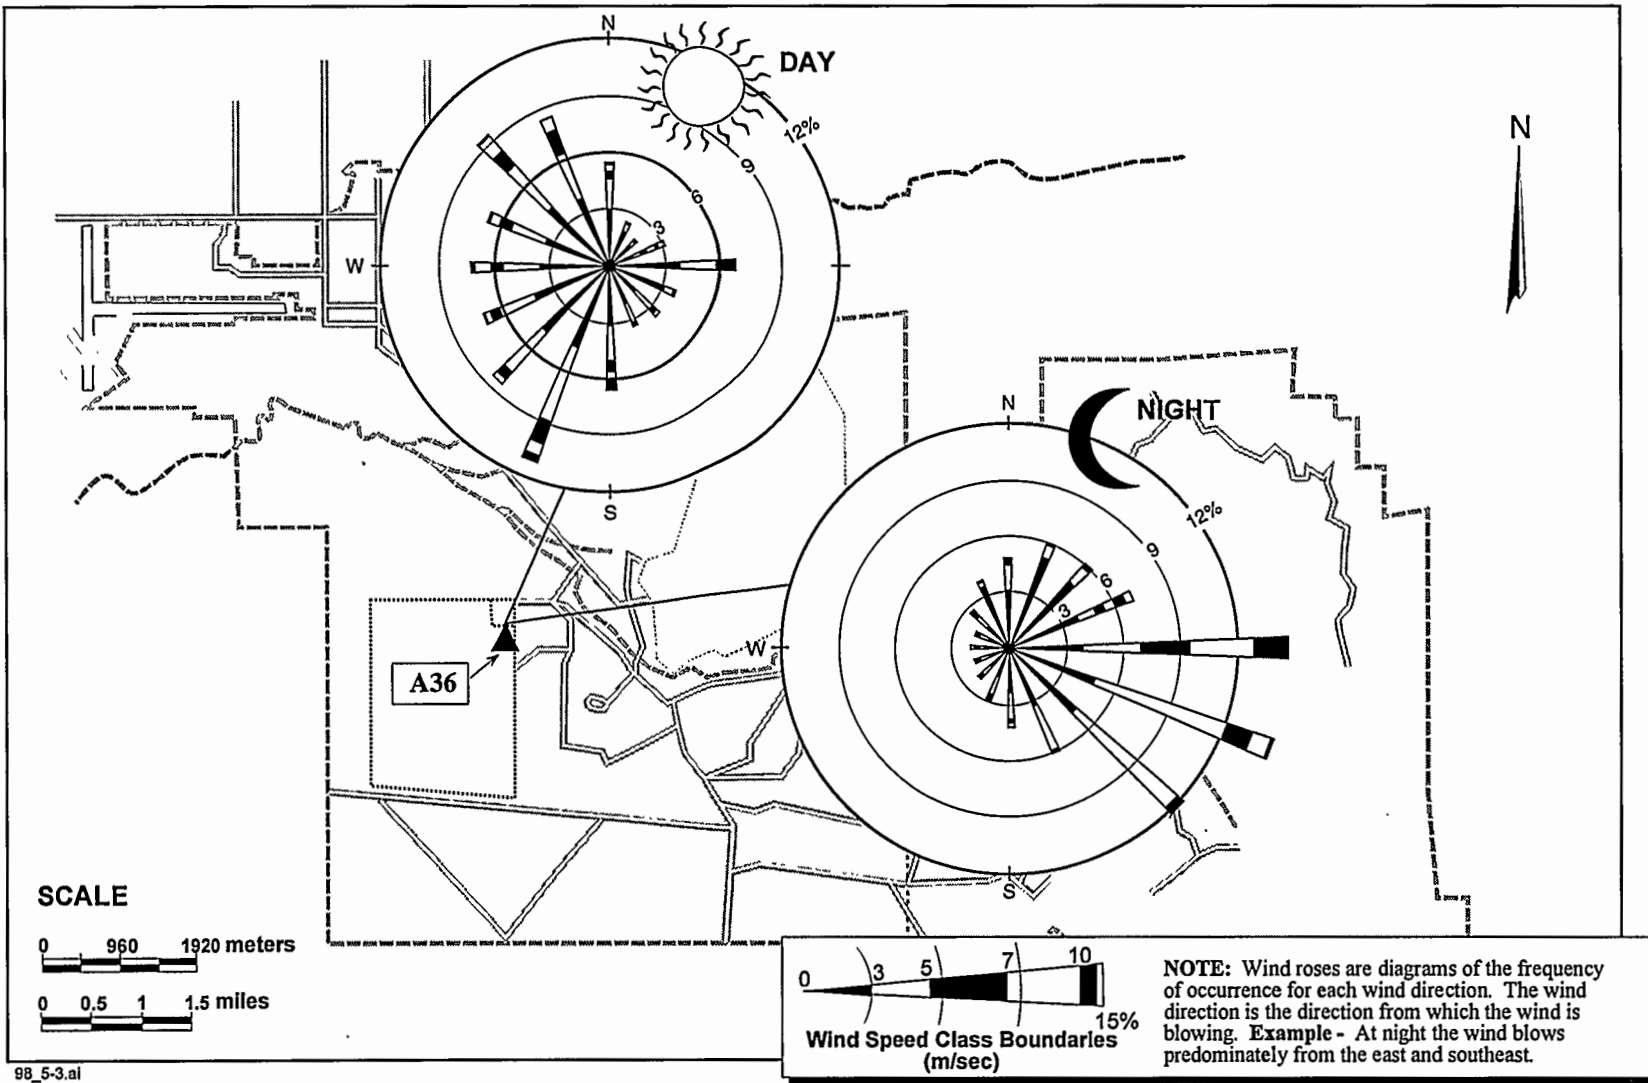 N
DAY
12%
9
6
3
W
S
N
N
NIGHT
12%
9
6
3
W
S
A36
SCALE
0 960 1920 meters
0 0.5 1 1.5 miles
0 3 5 7 10
15%
Wind Speed Class Boundaries
(m/sec)
NOTE: Wind roses are diagrams of the frequency
of occurrence for each wind direction. The wind
direction is the direction from which the wind is
blowing. Example - At night the wind blows
predominately from the east and southeast.
98_5-3.ai